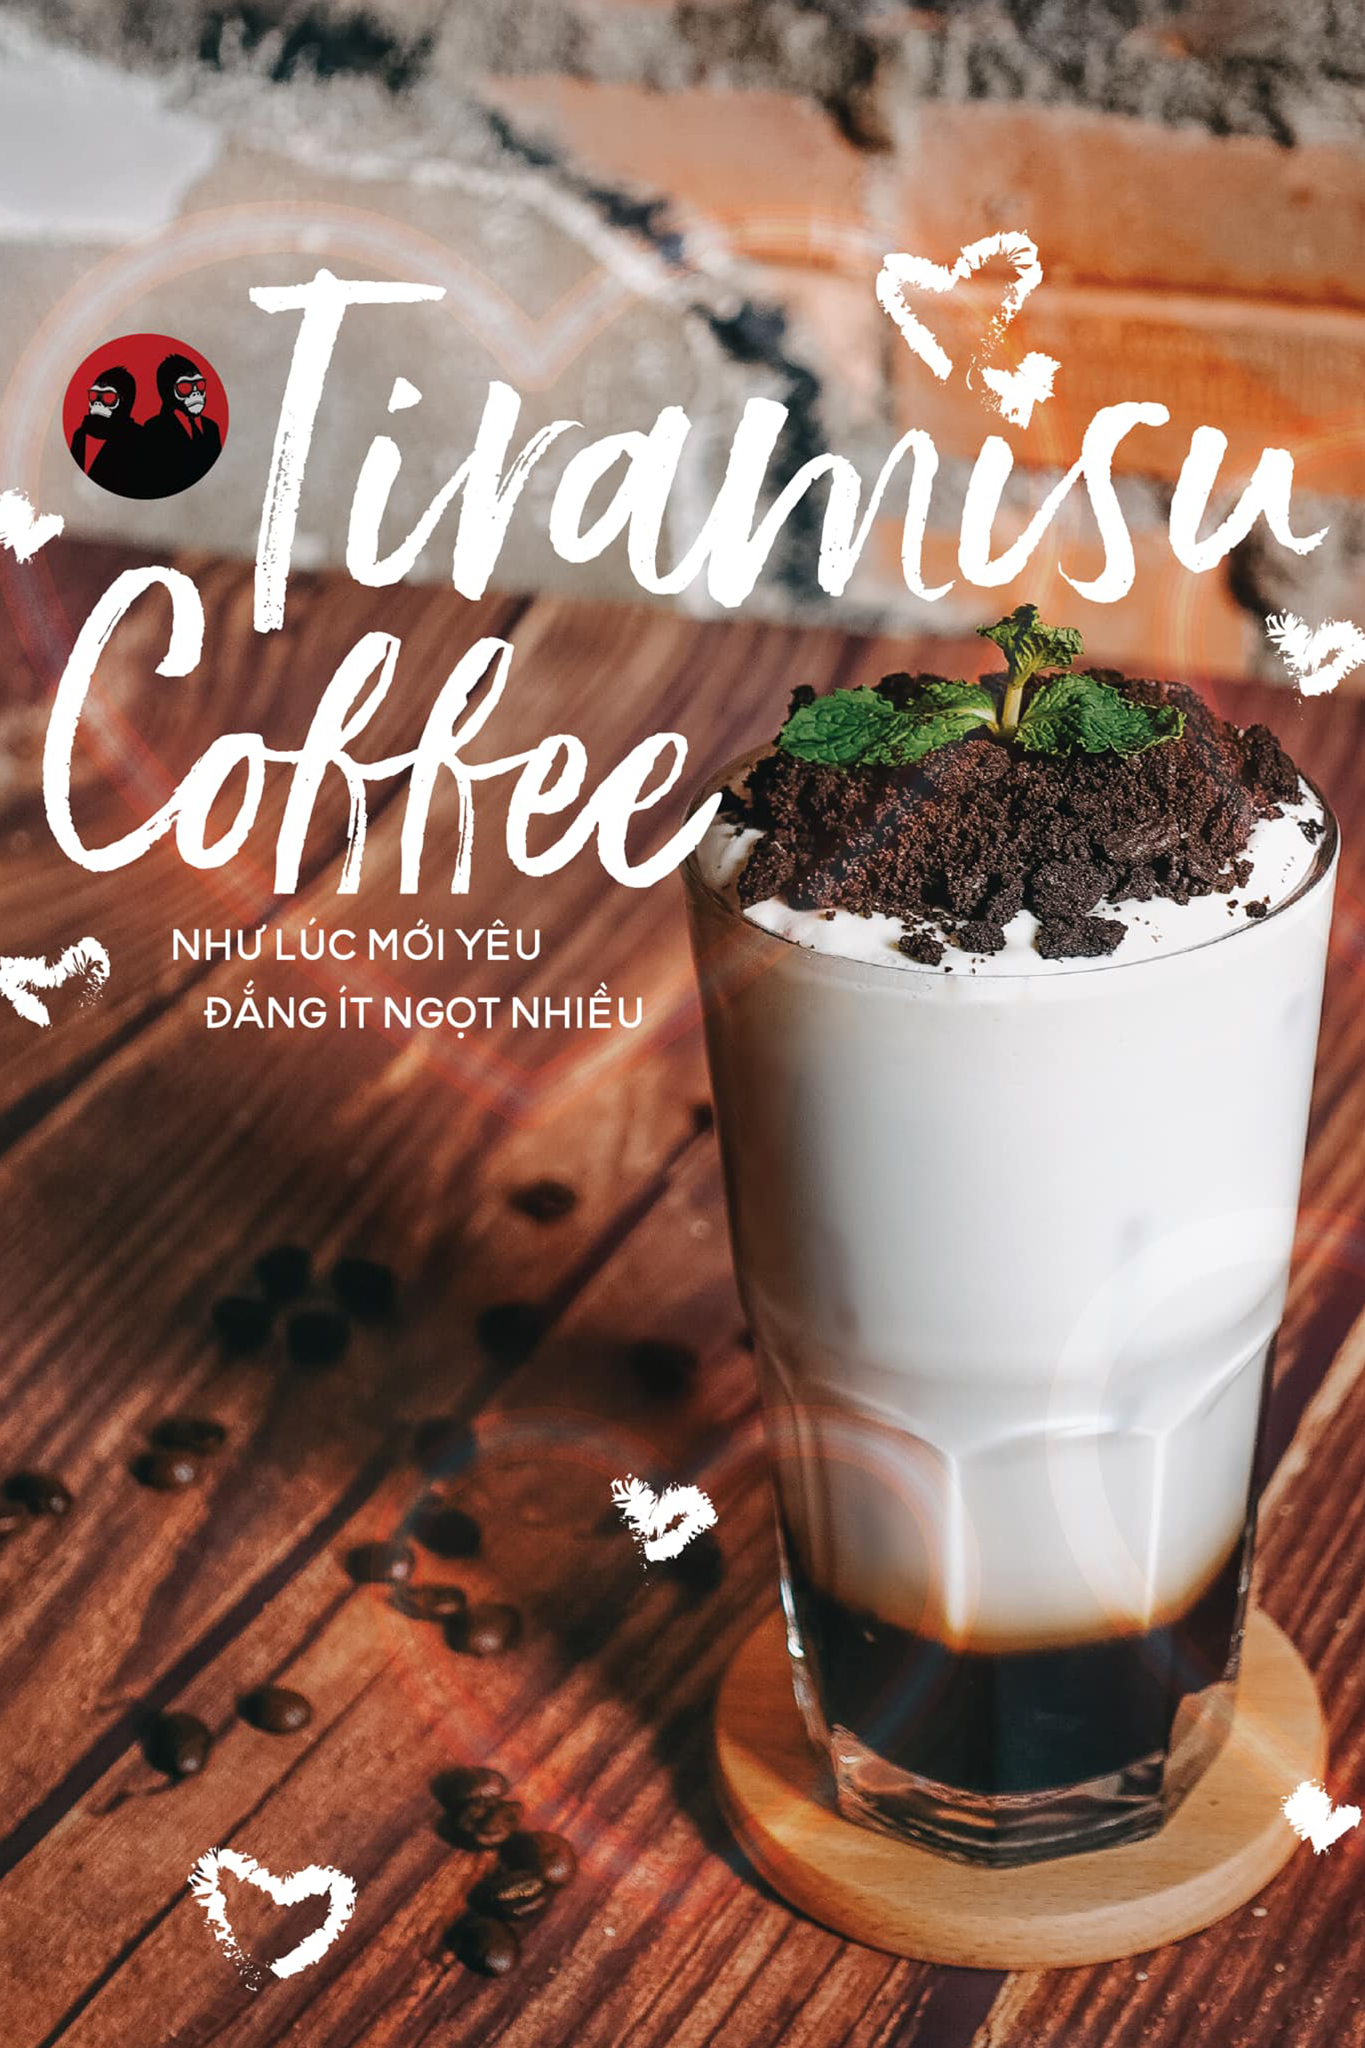 Tiramisu
Coffee
NHƯ LÚC MỚI YÊU
ĐẮNG ÍT NGỌT NHIỀU